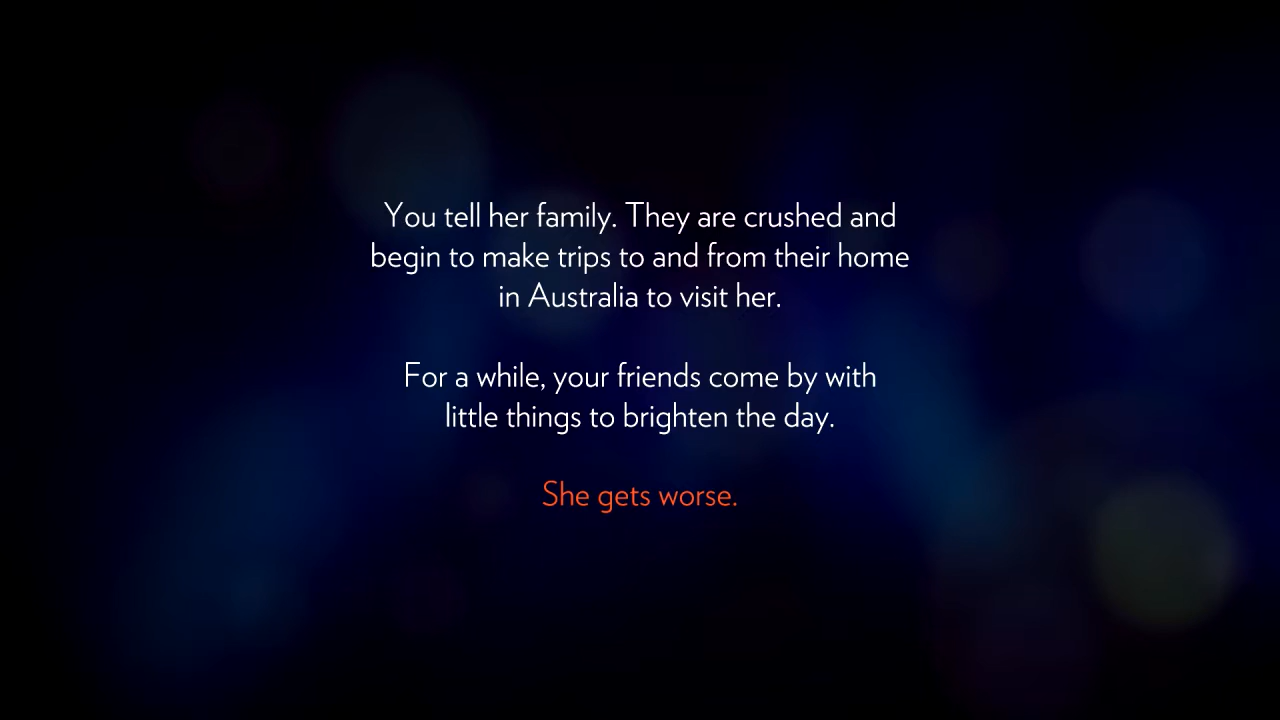 You tell her family. They are crushed and
begin to make trips to and from their home
in Australia to visit her.
For a while, your friends come by with
little things to brighten the day.
She gets worse.